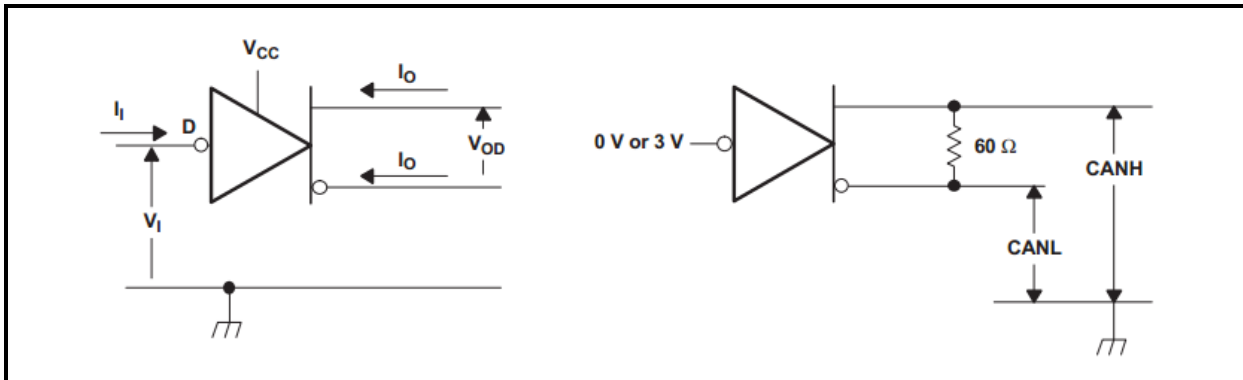 VCC
IO
II
D
VOD
IO
VI
0 V or 3 V
60 Ω
CANH
CANL